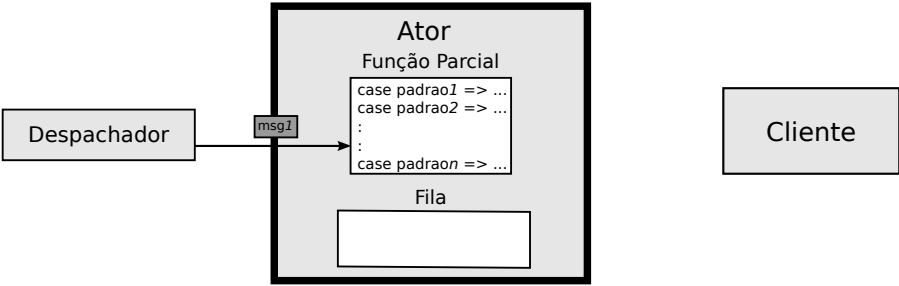 Ator
Função Parcial
case padrao1 => ...
case padrao2 => ...
:
:
case padraon => ...
msg1
Despachador
Cliente
Fila